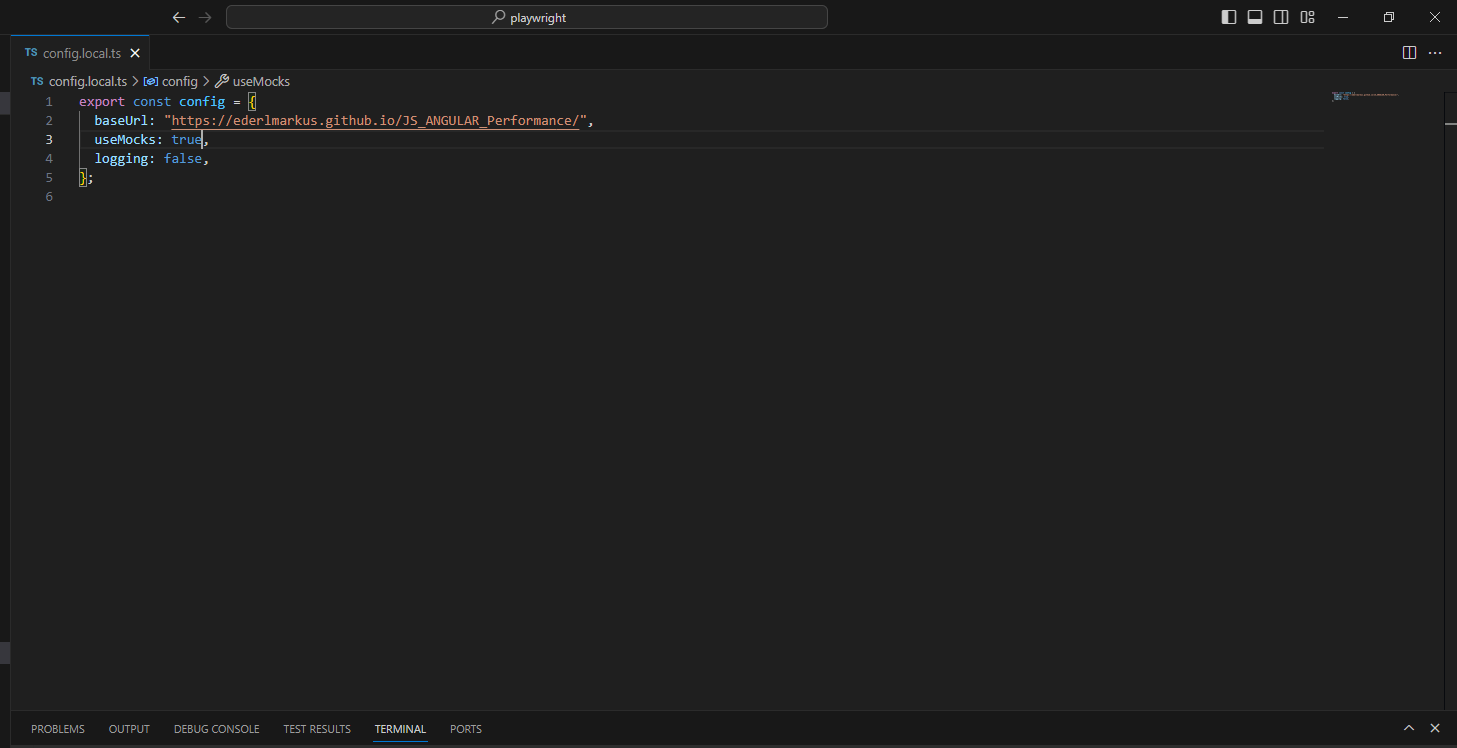 playwright
TS config.local.ts
TS config.local.ts > config > useMocks
1 export const config = {
2   baseUrl: "https://ederlmarkus.github.io/JS_ANGULAR_Performance/",
3   useMocks: true,
4   logging: false,
5 };
6
PROBLEMS OUTPUT DEBUG CONSOLE TEST RESULTS TERMINAL PORTS